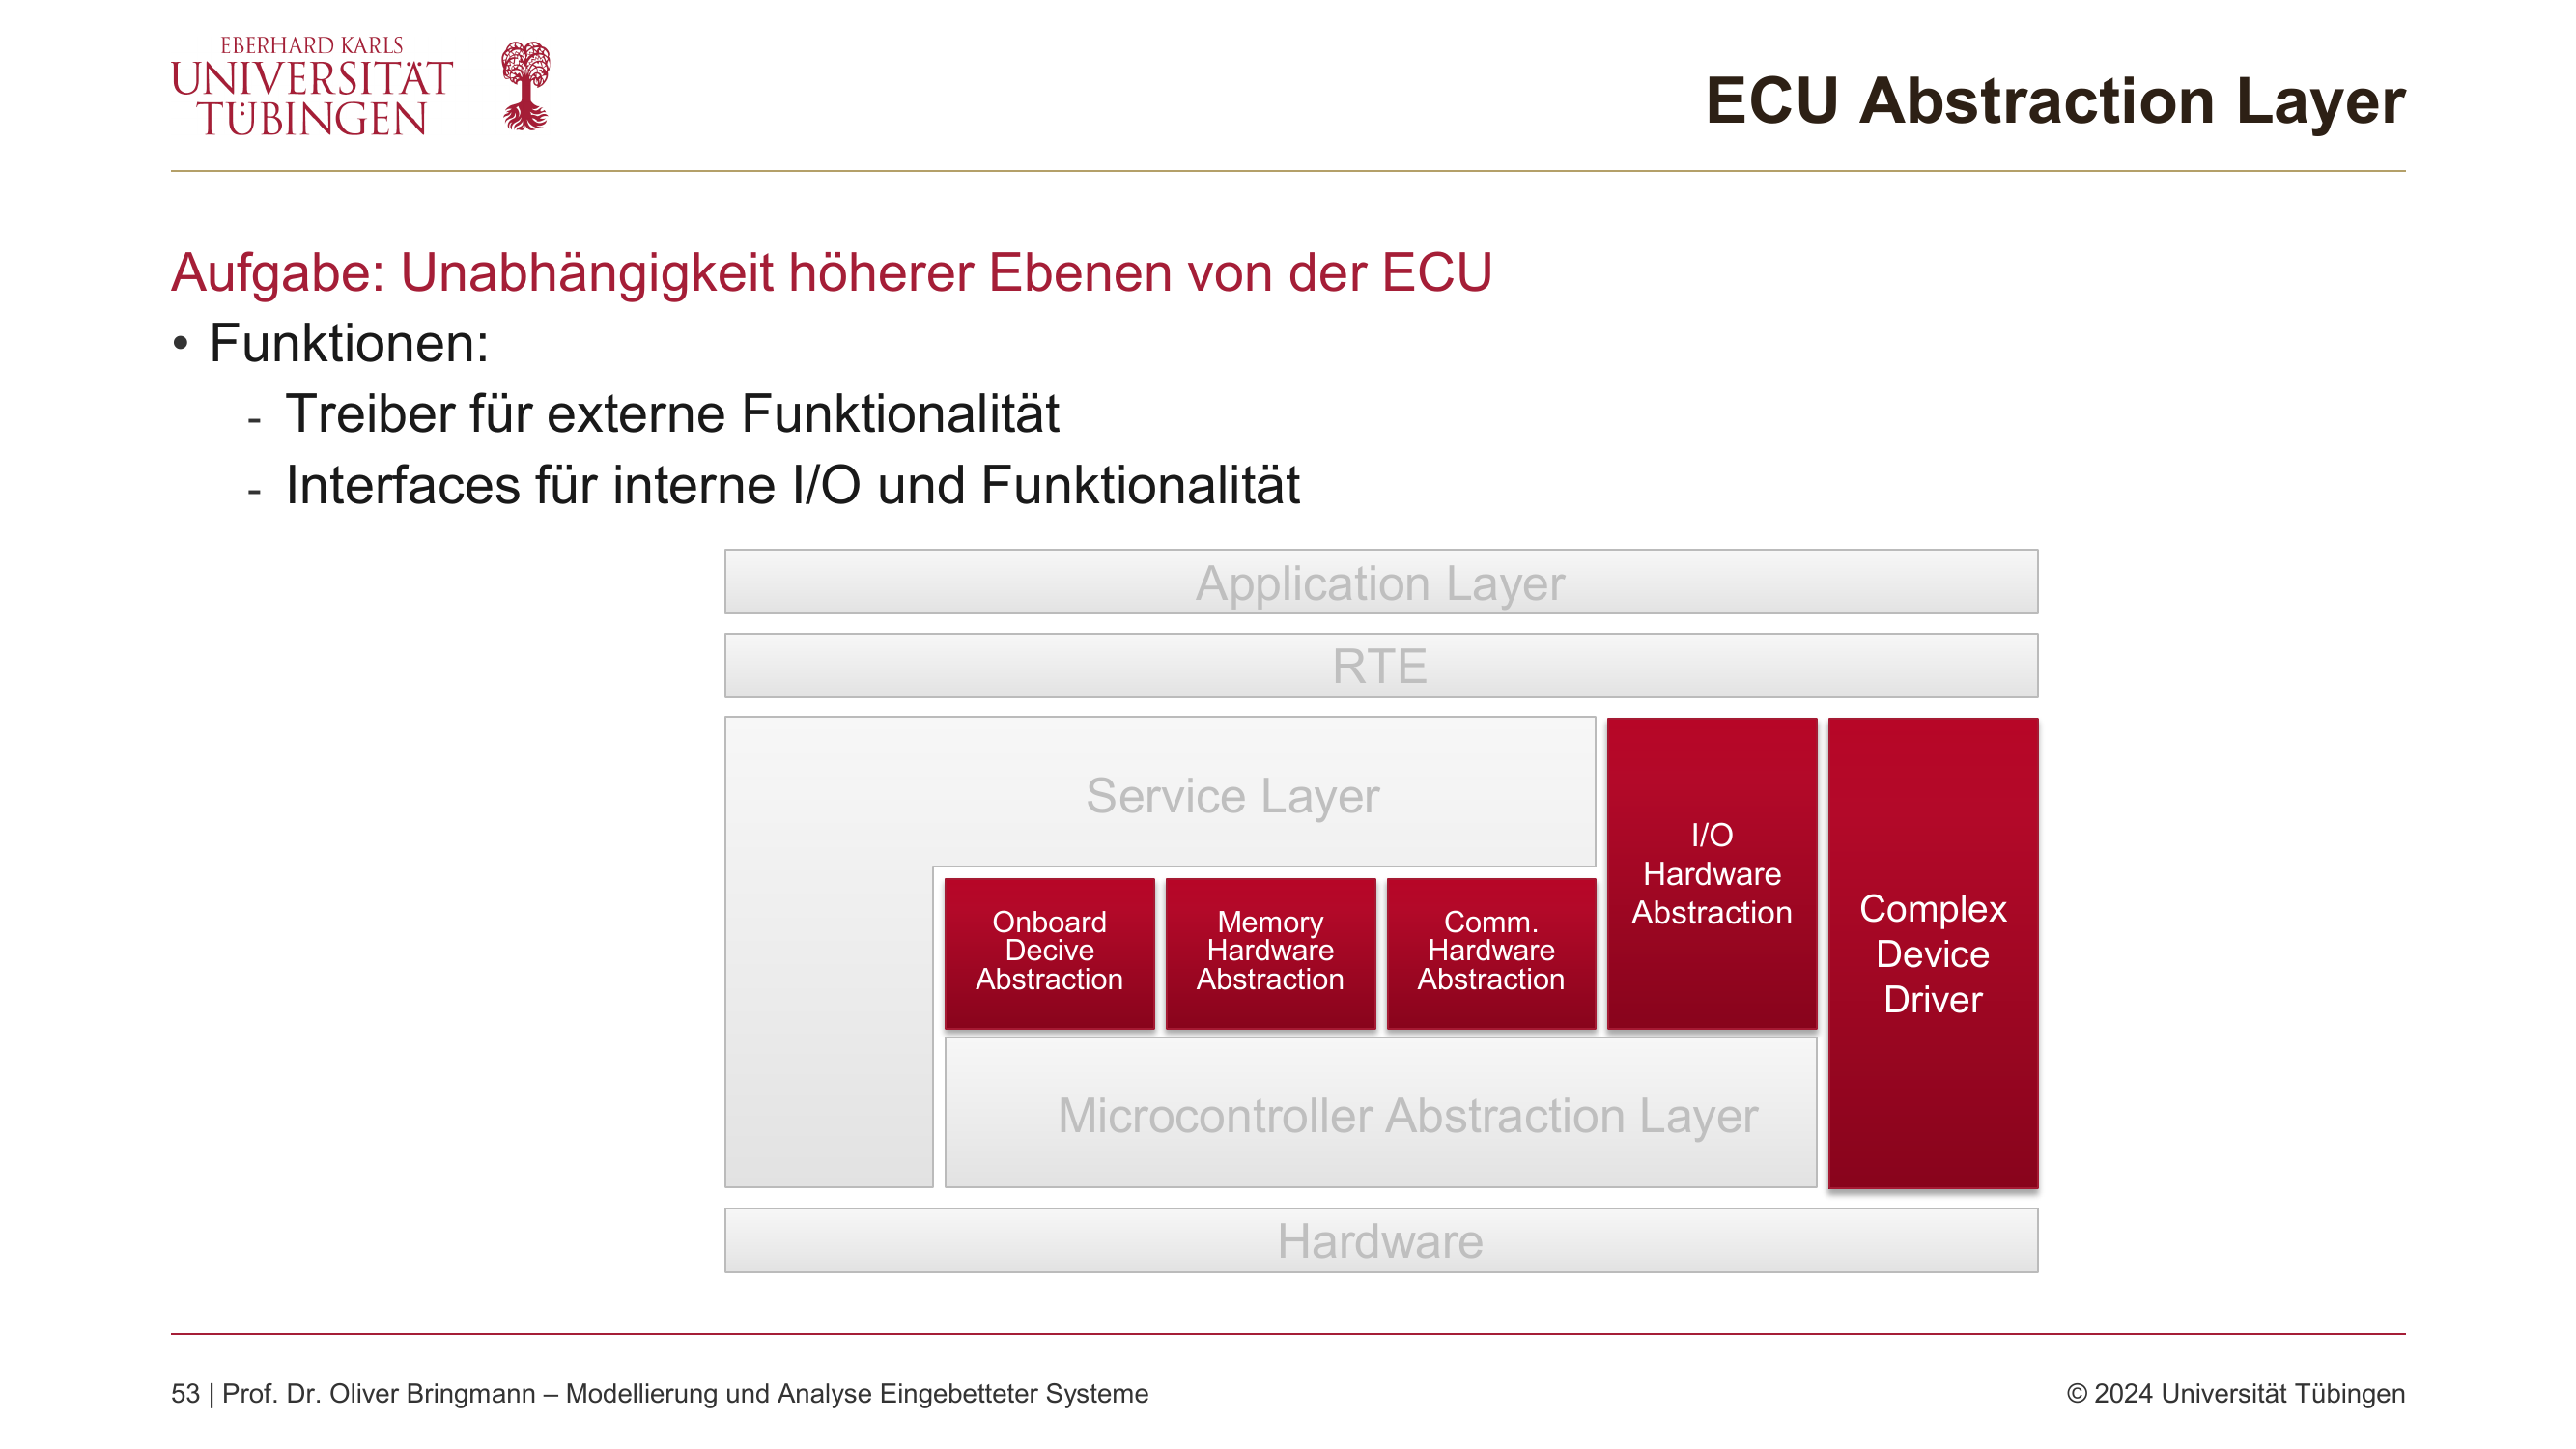 EBERHARD KARLS
UNIVERSITÄT
TÜBINGEN
ECU Abstraction Layer
Aufgabe: Unabhängigkeit höherer Ebenen von der ECU
• Funktionen:
- Treiber für externe Funktionalität
- Interfaces für interne I/O und Funktionalität
Application Layer
RTE
Service Layer
I/O
Hardware
Abstraction
Complex
Device
Driver
Onboard
Decive
Abstraction
Memory
Hardware
Abstraction
Comm.
Hardware
Abstraction
Microcontroller Abstraction Layer
Hardware
53 | Prof. Dr. Oliver Bringmann – Modellierung und Analyse Eingebetteter Systeme
© 2024 Universität Tübingen